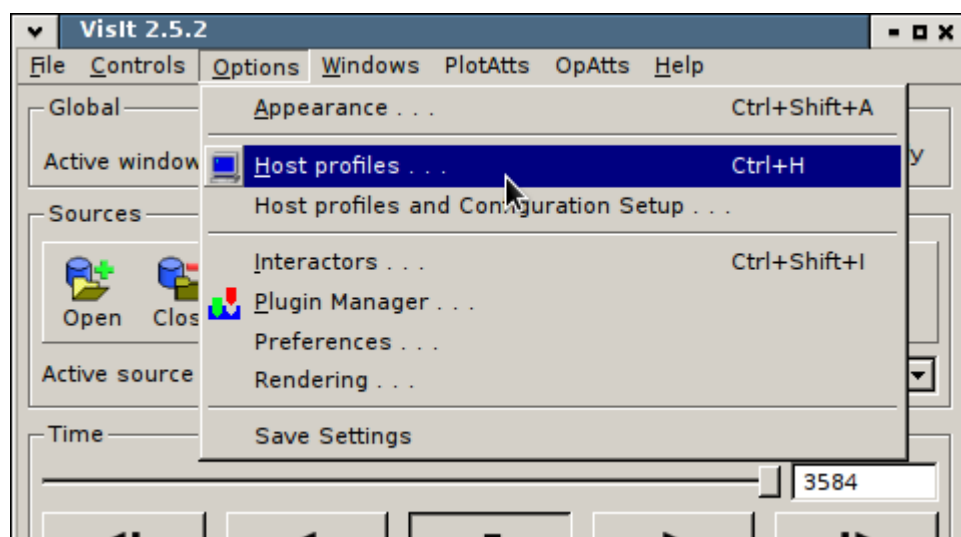 VisIt 2.5.2
File Controls Options Windows PlotAtts OpAtts Help
Global
Appearance . . . Ctrl+Shift+A
Active window
Host profiles . . . Ctrl+H
y
Host profiles and Configuration Setup . . .
Sources
Interactors . . . Ctrl+Shift+I
Plugin Manager . . .
Open Clos
Preferences . . .
Active source
Rendering . . .
Time
Save Settings
3584